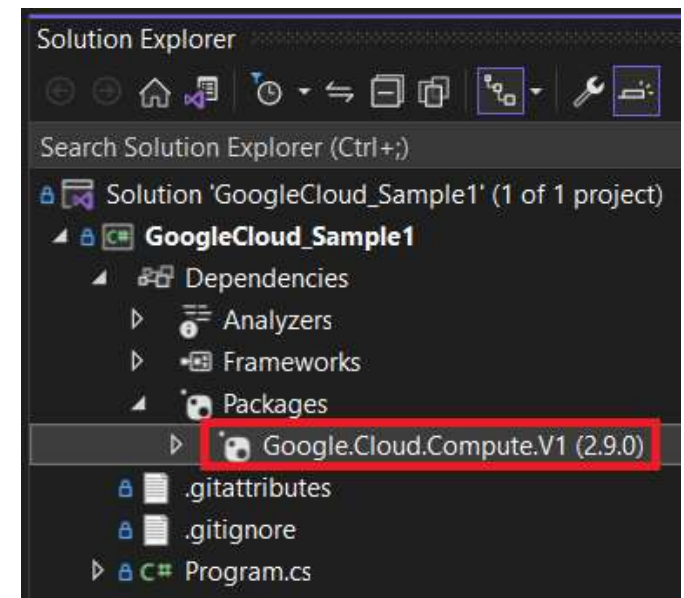 Solution Explorer
Search Solution Explorer (Ctrl+;)
Solution 'GoogleCloud_Sample1' (1 of 1 project)
C# GoogleCloud_Sample1
Dependencies
Analyzers
Frameworks
Packages
Google.Cloud.Compute.V1 (2.9.0)
.gitattributes
.gitignore
C# Program.cs